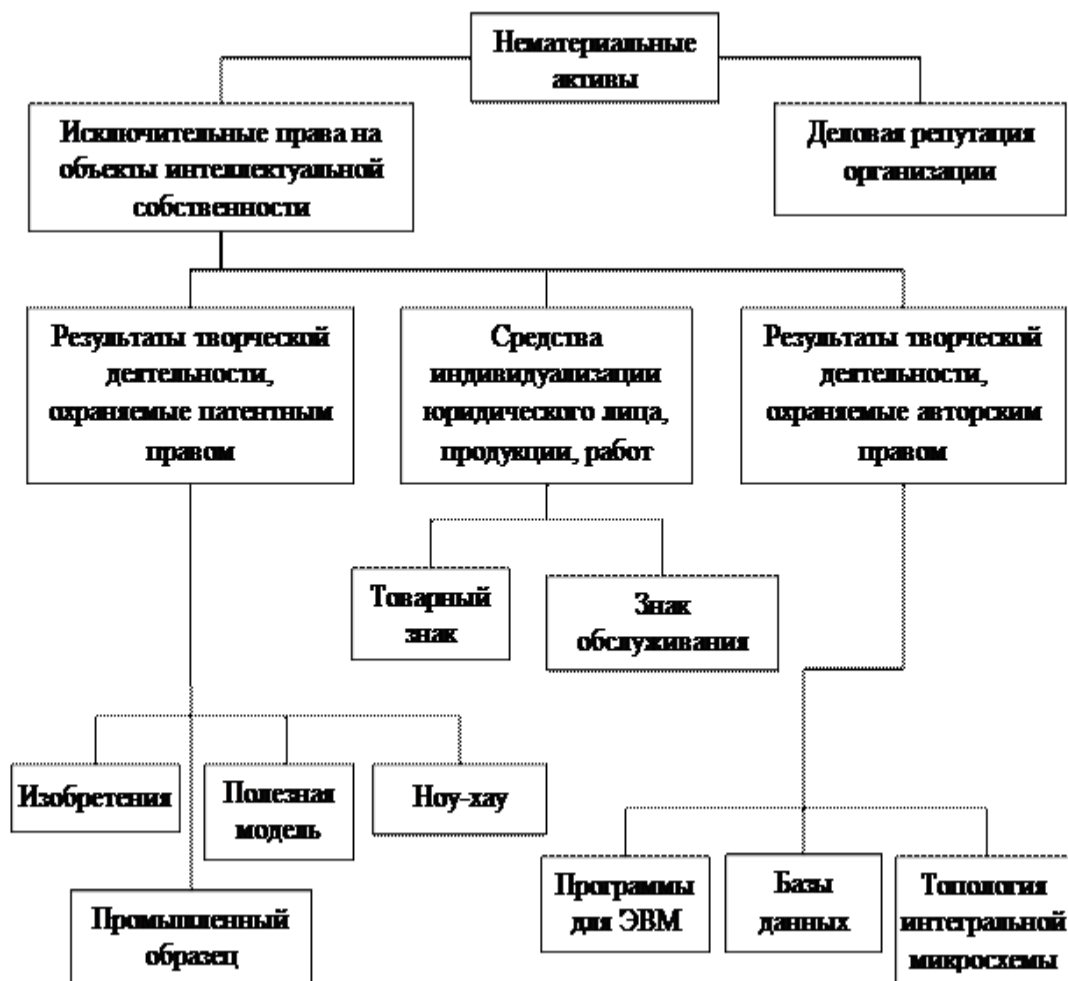 Нематериальные
активы
Исключительные права на
объекты интеллектуальной
собственности
Деловая репутация
организации
Результаты творческой
деятельности,
охраняемые патентным
правом
Средства
индивидуализации
юридического лица,
продукции, работ
Результаты творческой
деятельности,
охраняемые авторским
правом
Товарный
знак
Знак
обслуживания
Изобретения
Полезная
модель
Ноу-хау
Промышленный
образец
Программы
для ЭВМ
Базы
данных
Топология
интегральной
микросхемы